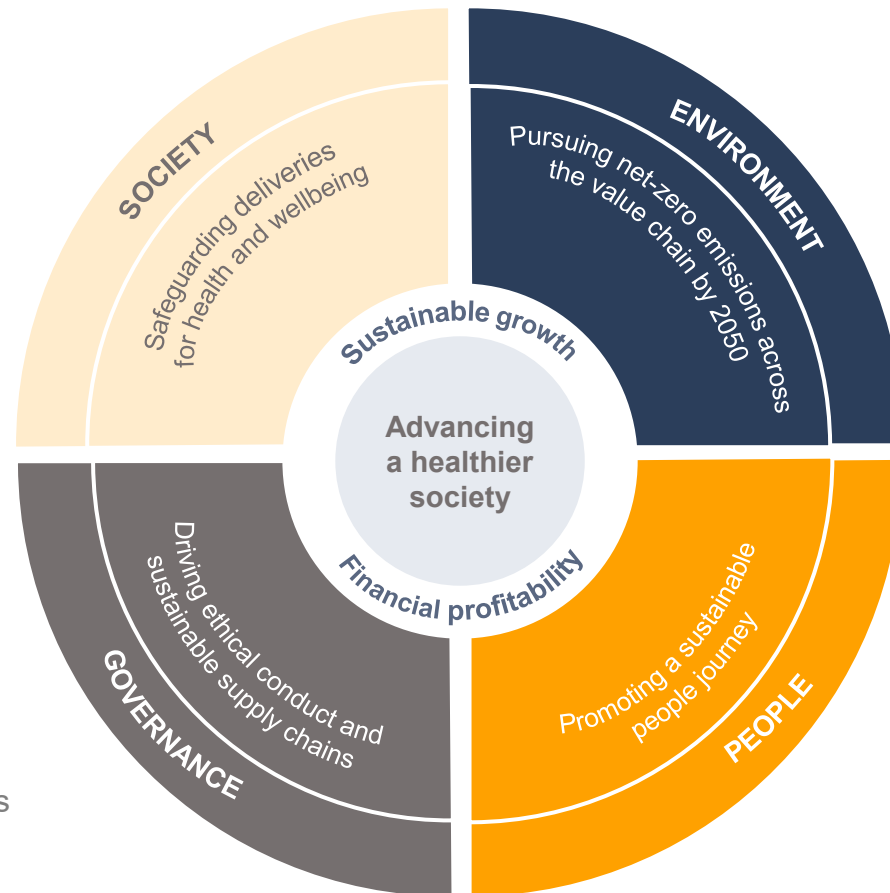 SOCIETY
Safeguarding deliveries
for health and wellbeing
ENVIRONMENT
Pursuing net-zero emissions across
the value chain by 2050
Sustainable growth
Advancing
a healthier
society
Financial profitability
GOVERNANCE
Driving ethical conduct and
sustainable supply chains
PEOPLE
Promoting a sustainable
people journey
s